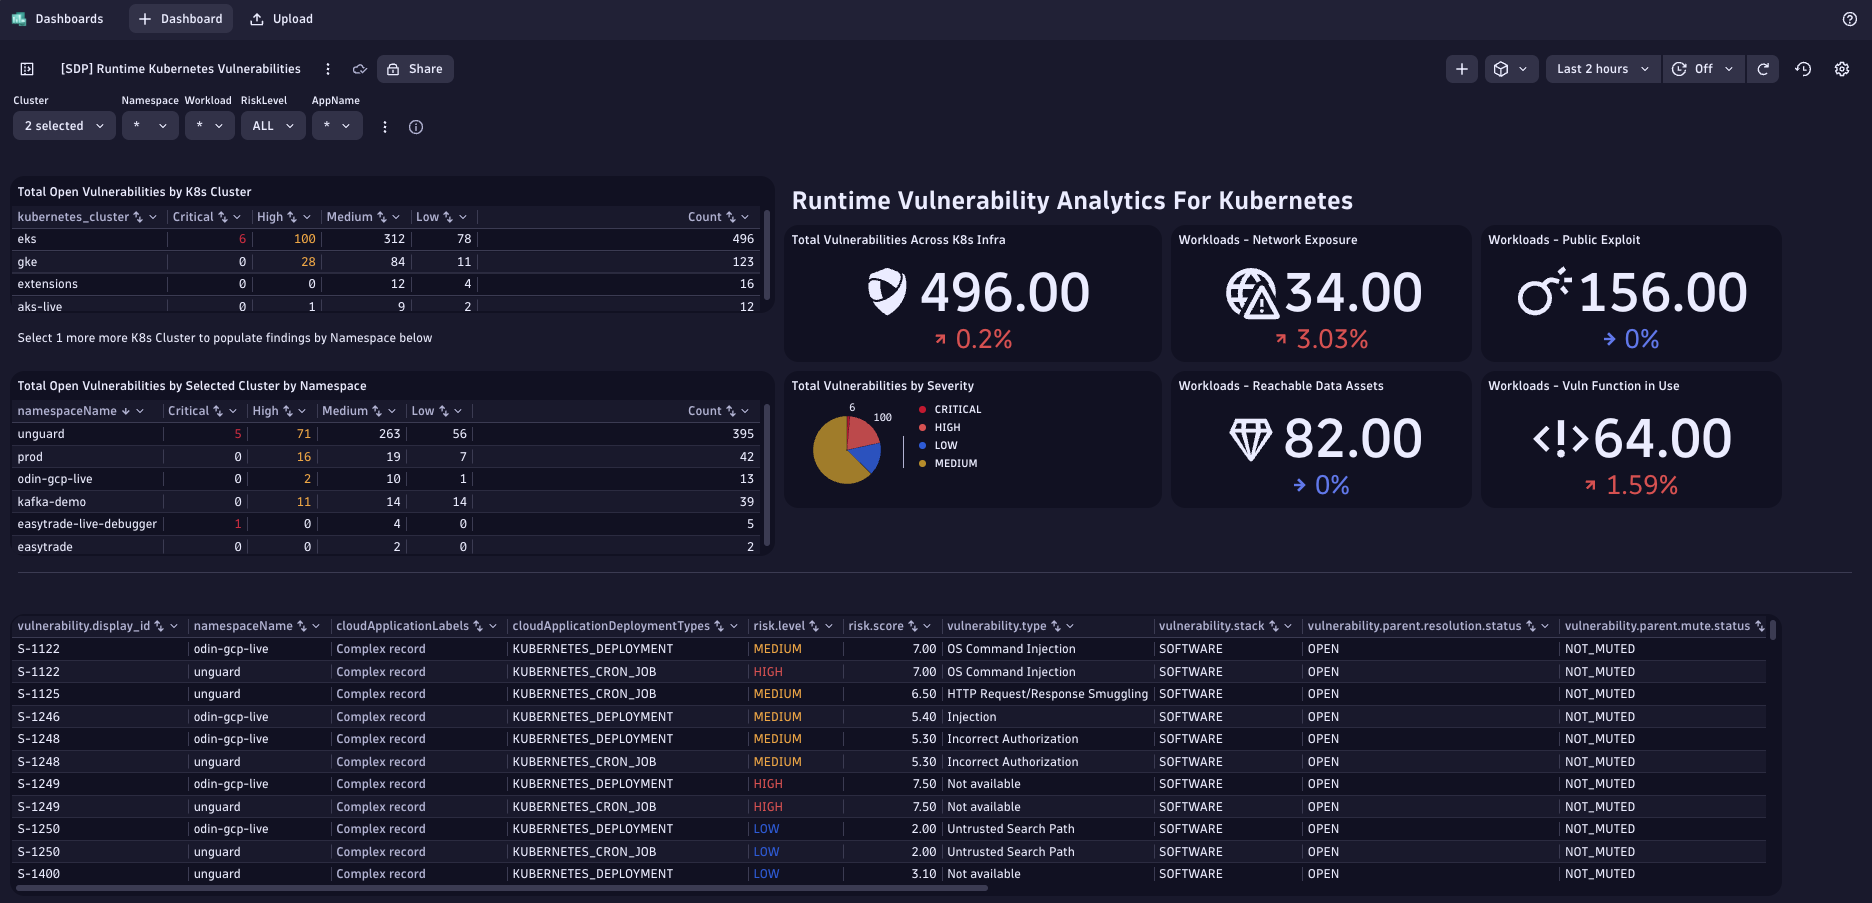 Dashboards
Dashboard
Upload
[SDP] Runtime Kubernetes Vulnerabilities
Share
Last 2 hours
Off
Cluster Namespace Workload RiskLevel AppName
2 selected * * ALL *
Total Open Vulnerabilities by K8s Cluster
kubernetes_cluster Critical High Medium Low Count
eks 6 100 312 78 496
gke 0 28 84 11 123
extensions 0 0 12 4 16
aks-live 0 1 9 2 12
Select 1 more more K8s Cluster to populate findings by Namespace below
Total Open Vulnerabilities by Selected Cluster by Namespace
namespaceName Critical High Medium Low Count
unguard 5 71 263 56 395
prod 0 16 19 7 42
odin-gcp-live 0 2 10 1 13
kafka-demo 0 11 14 14 39
easytrade-live-debugger 1 0 4 0 5
easytrade 0 0 2 0 2
Runtime Vulnerability Analytics For Kubernetes
Total Vulnerabilities Across K8s Infra
496.00
0.2%
Workloads - Network Exposure
34.00
3.03%
Workloads - Public Exploit
156.00
0%
Total Vulnerabilities by Severity
6
100
CRITICAL
HIGH
LOW
MEDIUM
Workloads - Reachable Data Assets
82.00
0%
Workloads - Vuln Function in Use
<!>64.00
1.59%
vulnerability.display_id namespaceName cloudApplicationLabels cloudApplicationDeploymentTypes risk.level risk.score vulnerability.type vulnerability.stack vulnerability.parent.resolution.status vulnerability.parent.mute.status
S-1122 odin-gcp-live Complex record KUBERNETES_DEPLOYMENT MEDIUM 7.00 OS Command Injection SOFTWARE OPEN NOT_MUTED
S-1122 unguard Complex record KUBERNETES_CRON_JOB HIGH 7.00 OS Command Injection SOFTWARE OPEN NOT_MUTED
S-1125 unguard Complex record KUBERNETES_CRON_JOB MEDIUM 6.50 HTTP Request/Response Smuggling SOFTWARE OPEN NOT_MUTED
S-1246 odin-gcp-live Complex record KUBERNETES_DEPLOYMENT MEDIUM 5.40 Injection SOFTWARE OPEN NOT_MUTED
S-1248 odin-gcp-live Complex record KUBERNETES_DEPLOYMENT MEDIUM 5.30 Incorrect Authorization SOFTWARE OPEN NOT_MUTED
S-1248 unguard Complex record KUBERNETES_CRON_JOB MEDIUM 5.30 Incorrect Authorization SOFTWARE OPEN NOT_MUTED
S-1249 odin-gcp-live Complex record KUBERNETES_DEPLOYMENT HIGH 7.50 Not available SOFTWARE OPEN NOT_MUTED
S-1249 unguard Complex record KUBERNETES_CRON_JOB HIGH 7.50 Not available SOFTWARE OPEN NOT_MUTED
S-1250 odin-gcp-live Complex record KUBERNETES_DEPLOYMENT LOW 2.00 Untrusted Search Path SOFTWARE OPEN NOT_MUTED
S-1250 unguard Complex record KUBERNETES_CRON_JOB LOW 2.00 Untrusted Search Path SOFTWARE OPEN NOT_MUTED
S-1400 unguard Complex record KUBERNETES_DEPLOYMENT LOW 3.10 Not available SOFTWARE OPEN NOT_MUTED